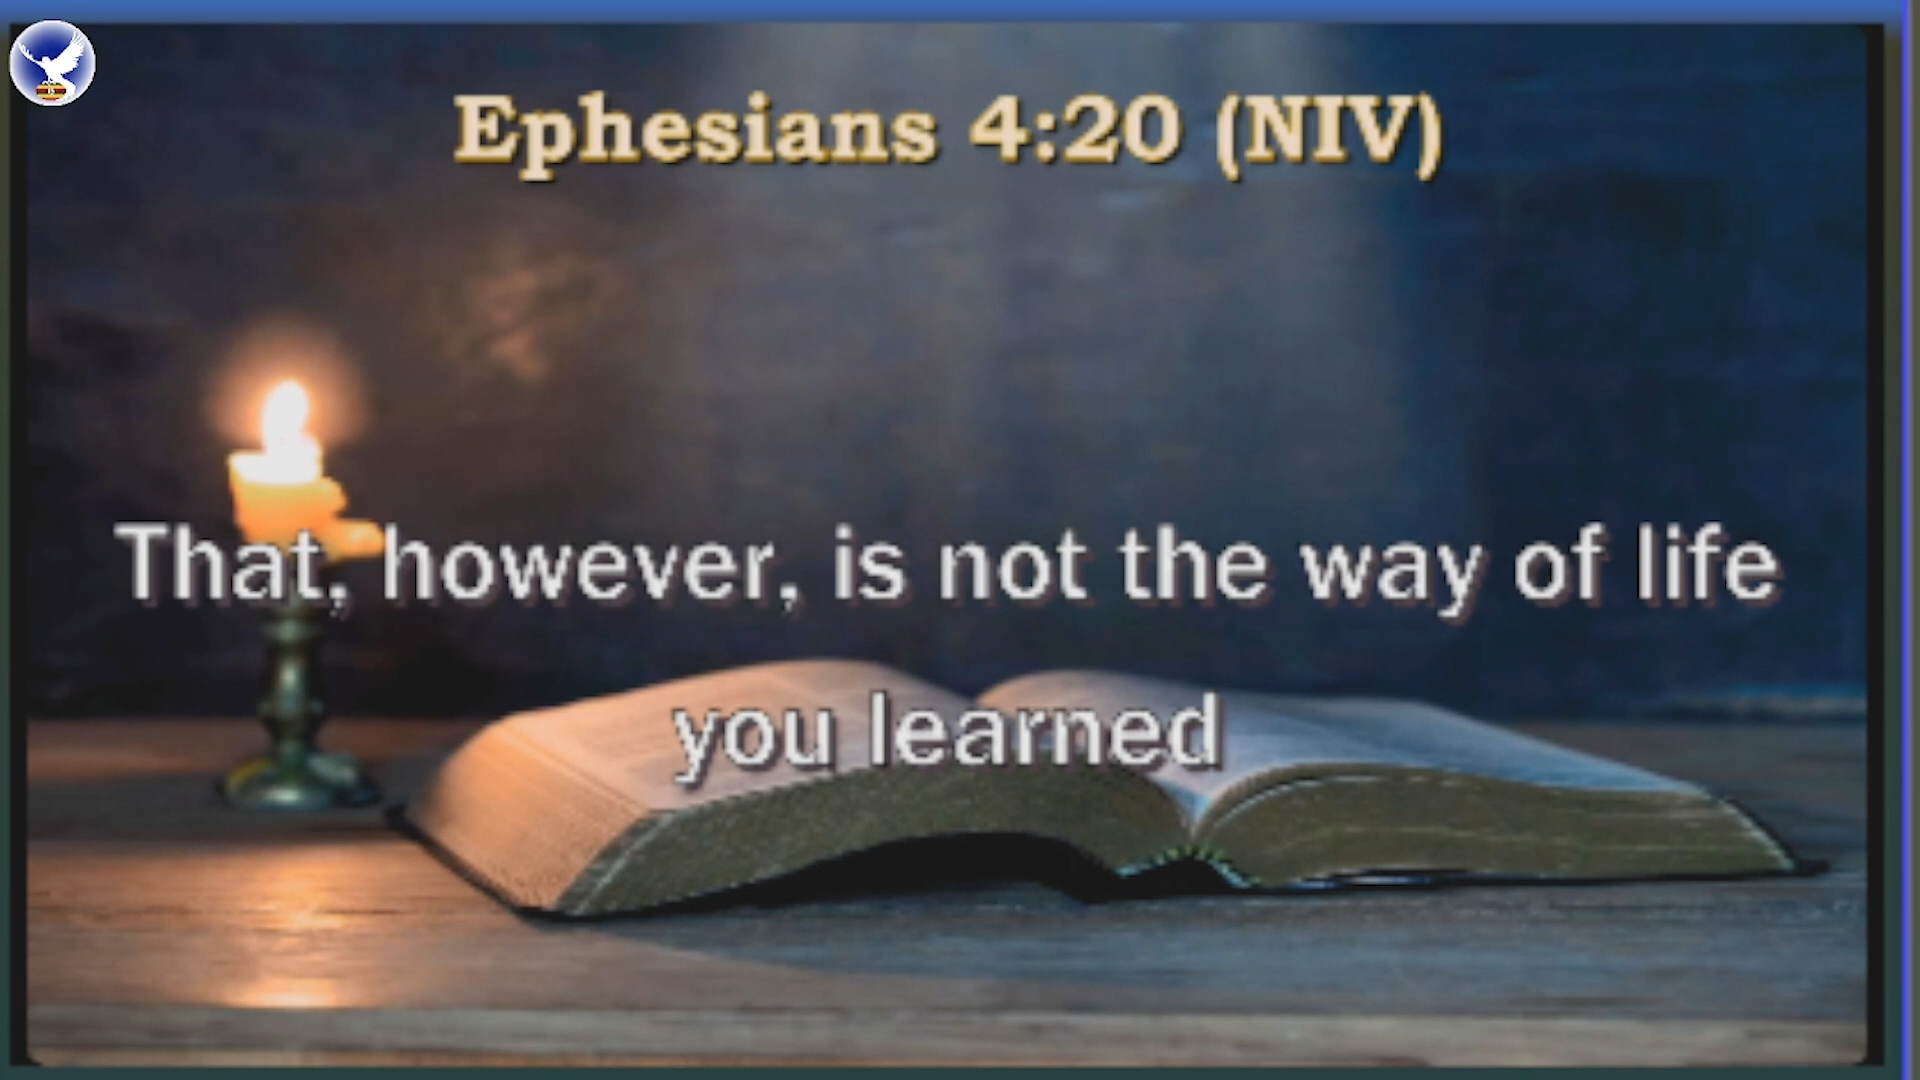 Ephesians 4:20 (NIV)
That, however, is not the way of life
you learned